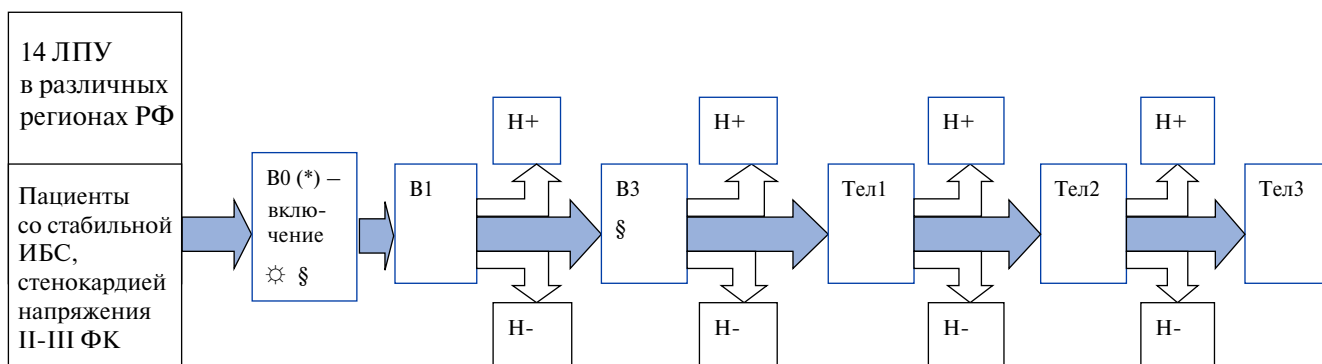 14 ЛПУ
в различных
регионах РФ
Пациенты
со стабильной
ИБС,
стенокардией
напряжения
II-III ФК
В0 (*) –
вклю-
чение
☼ §
В1
Н+
Н-
В3
§
Н+
Н-
Тел1
Н+
Н-
Тел2
Н+
Н-
Тел3